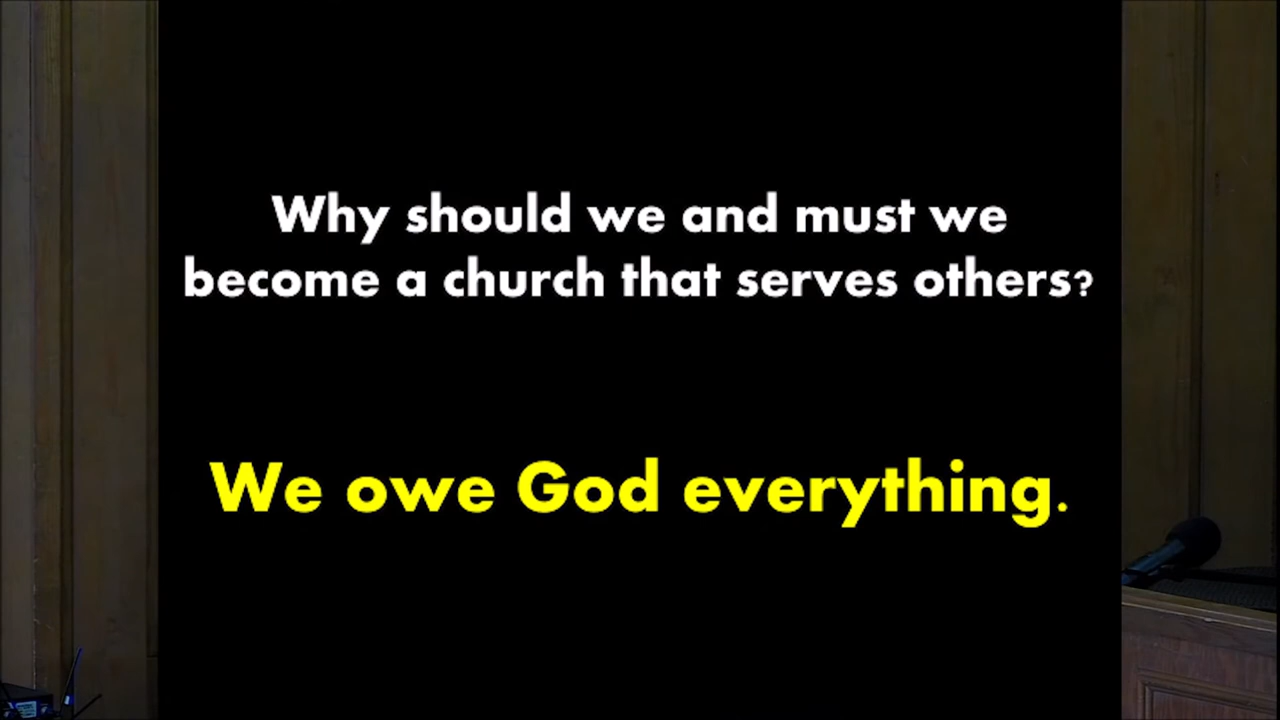 Why should we and must we
become a church that serves others?
We owe God everything.